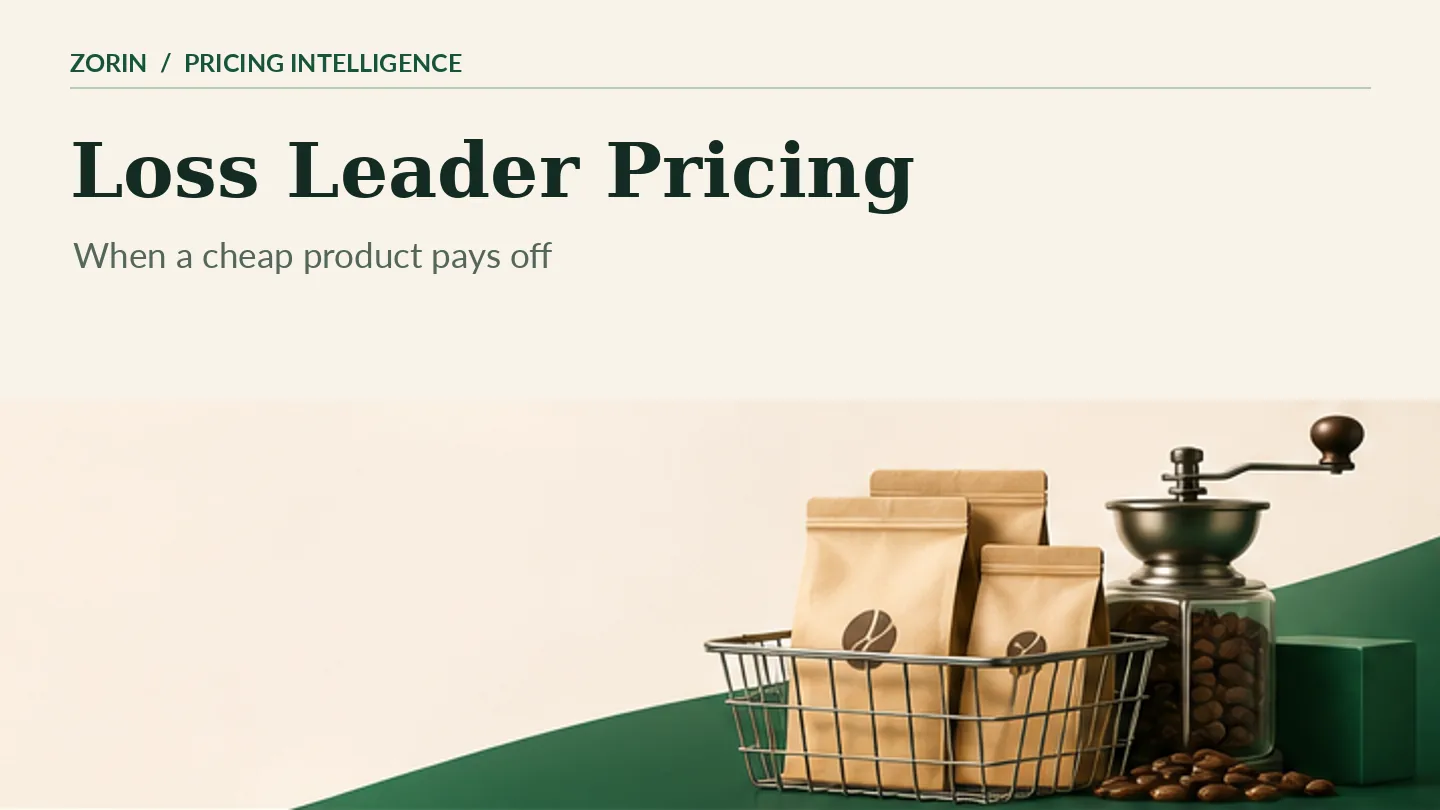 ZORIN / PRICING INTELLIGENCE
Loss Leader Pricing
When a cheap product pays off